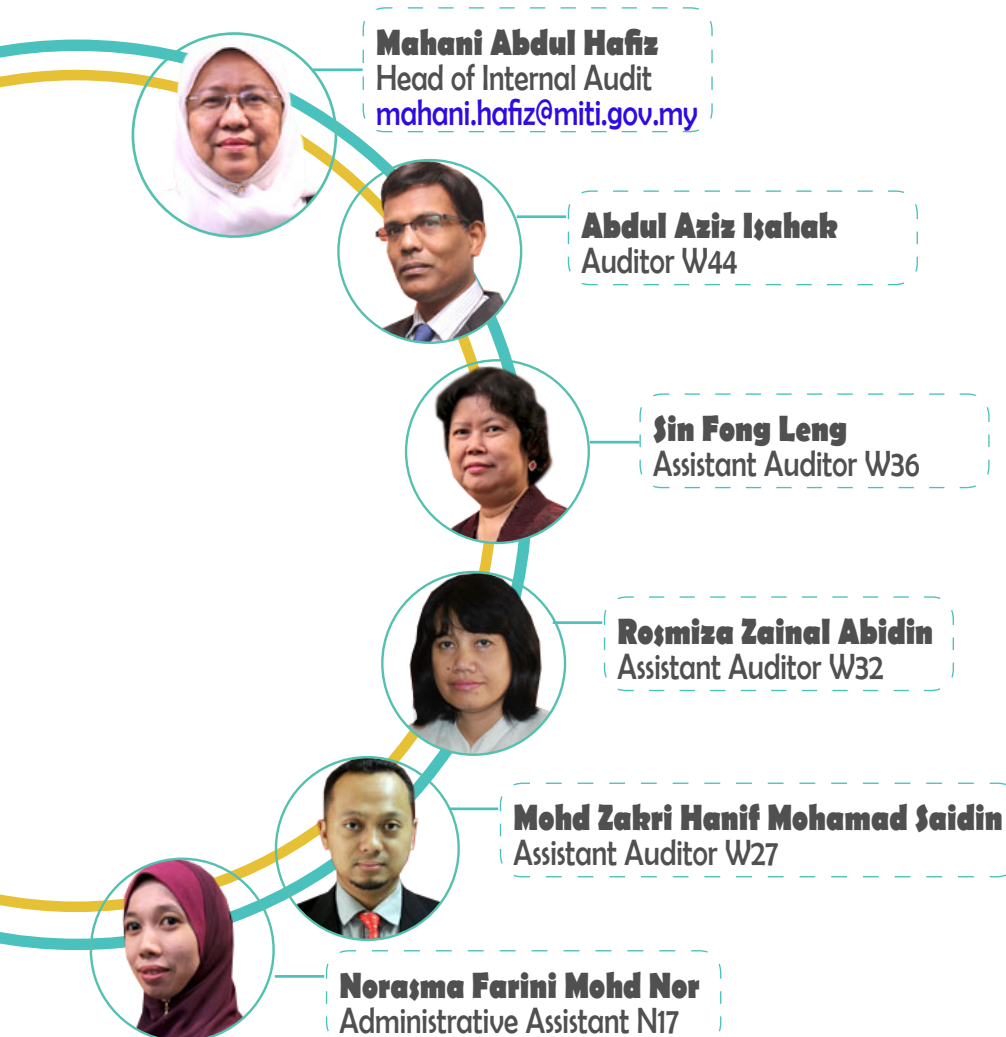 Mahani Abdul Hafiz
Head of Internal Audit
mahani.hafiz@miti.gov.my
Abdul Aziz Isahak
Auditor W44
Sin Fong Leng
Assistant Auditor W36
Rosmiza Zainal Abidin
Assistant Auditor W32
Mohd Zakri Hanif Mohamad Saidin
Assistant Auditor W27
Norasma Farini Mohd Nor
Administrative Assistant N17